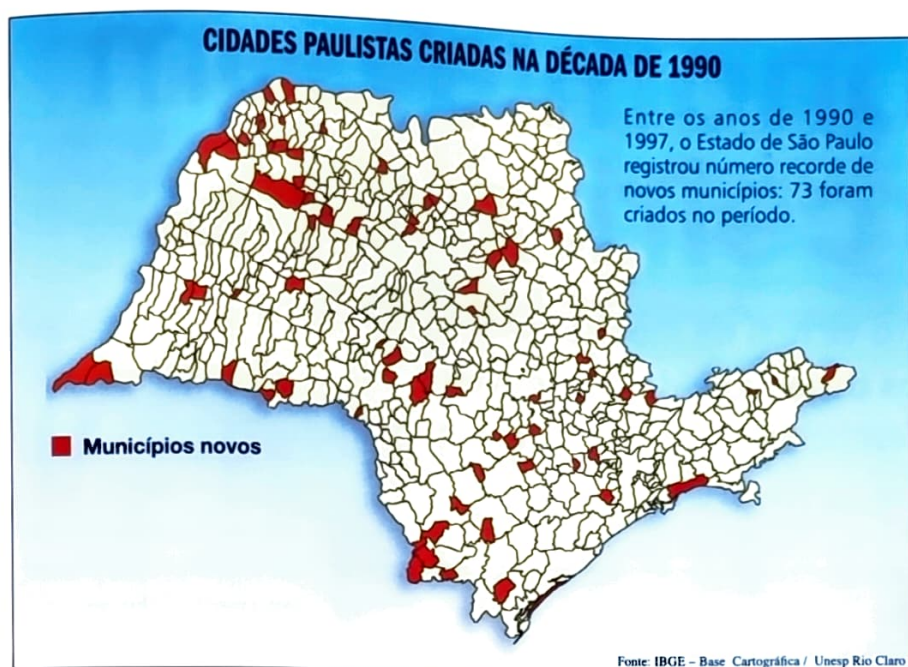 CIDADES PAULISTAS CRIADAS NA DÉCADA DE 1990
Entre os anos de 1990 e
1997, o Estado de São Paulo
registrou número recorde de
novos municípios: 73 foram
criados no período.
Municípios novos
Fonte: IBGE – Base Cartográfica / Unesp Rio Claro